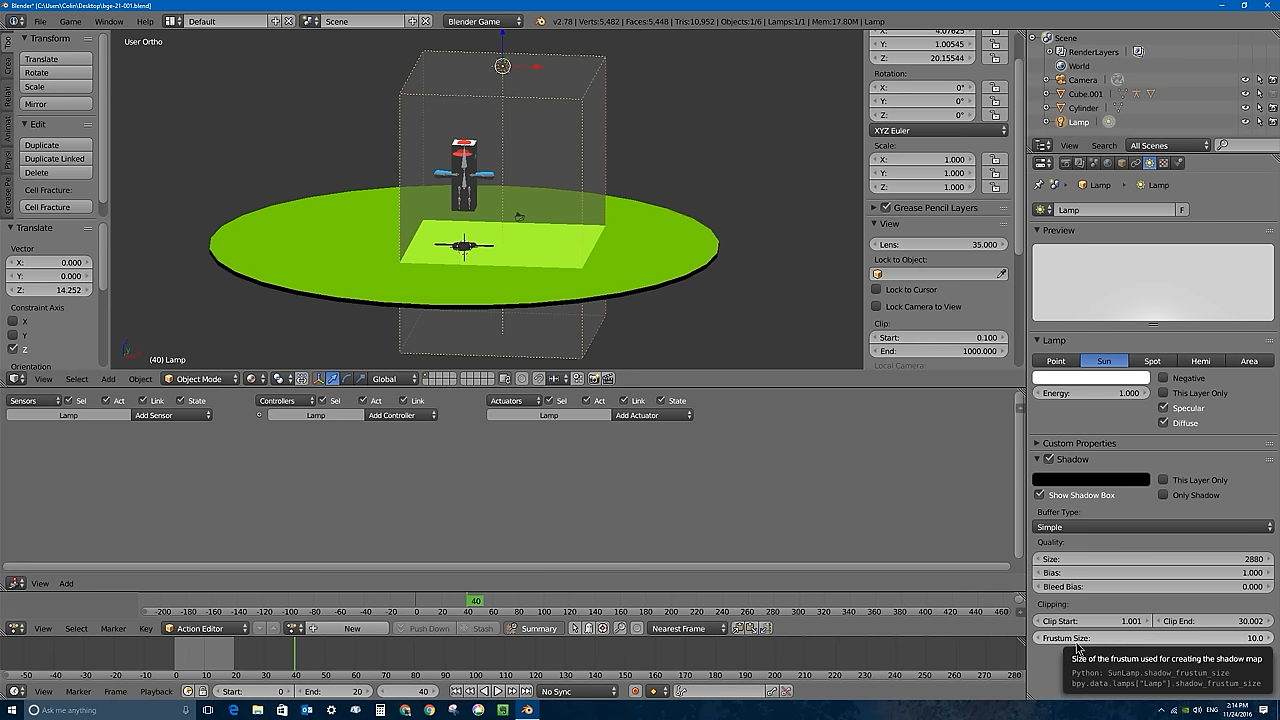 Blender* [C:\Users\Colin\Desktop\bge-21-001.blend]
File Game Window Help Default Scene Blender Game v2.78 | Verts:5,482 | Faces:5,448 | Tris:10,952 | Objects:1/6 | Lamps:1/1 | Mem:17.80M | Lamp
Transform
Translate
Rotate
Scale
Mirror
Edit
Duplicate
Duplicate Linked
Delete
Cell Fracture:
Cell Fracture
Translate
Vector
X: 0.000
Y: 0.000
Z: 14.252
Constraint Axis
X
Y
Z
Orientation
User Ortho
(40) Lamp
4.07625
Y: 1.00545
Z: 20.15544
Rotation:
X: 0°
Y: 0°
Z: 0°
XYZ Euler
Scale:
X: 1.000
Y: 1.000
Z: 1.000
Grease Pencil Layers
View
Lens: 35.000
Lock to Object:
Lock to Cursor
Lock Camera to View
Clip:
Start: 0.100
End: 1000.000
Local Camera:
View Select Add Object Object Mode Global
Sensors Sel Act Link State Controllers Sel Act Link Actuators Sel Act Link State
Lamp Add Sensor Lamp Add Controller Lamp Add Actuator
View Add
40
-200 -180 -160 -140 -120 -100 -80 -60 -40 -20 0 20 40 60 80 100 120 140 160 180 200 220 240 260 280 300 320 340 360 380 400 420 440 460
View Select Marker Key Action Editor New Push Down Stash Summary Nearest Frame
-50 -40 -30 -20 -10 0 10 20 30 40 50 60 70 80 90 100 110 120 130 140 150 160 170 180 190 200 210 220 230 240 250 260 270 280
View Marker Frame Playback Start: 0 End: 20 40 No Sync
Scene
RenderLayers
World
Camera
Cube.001
Cylinder
Lamp
View Search All Scenes
Lamp Lamp
Lamp F
Preview
Lamp
Point Sun Spot Hemi Area
Negative
Energy: 1.000 This Layer Only
Specular
Diffuse
Custom Properties
Shadow
This Layer Only
Show Shadow Box Only Shadow
Buffer Type:
Simple
Quality:
Size: 2880
Bias: 1.000
Bleed Bias: 0.000
Clipping:
Clip Start: 1.001 Clip End: 30.002
Frustum Size: 10.0
Size of the frustum used for creating the shadow map
Python: SunLamp.shadow_frustum_size
bpy.data.lamps["Lamp"].shadow_frustum_size
Ask me anything
ENG 2:14 PM
11/24/2016